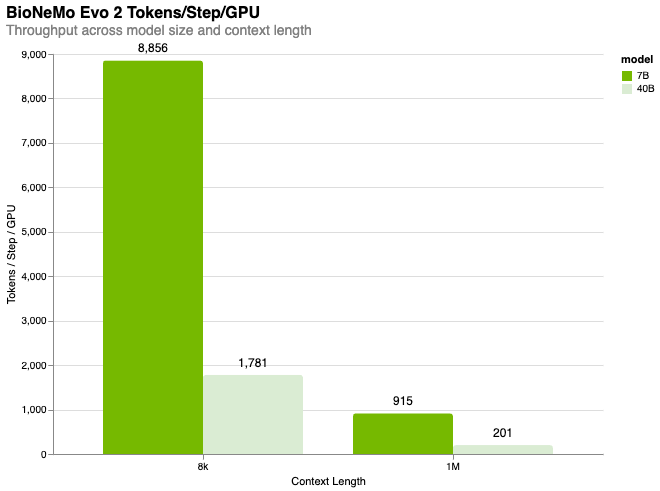 BioNeMo Evo 2 Tokens/Step/GPU
Throughput across model size and context length
model
7B
40B
Tokens / Step / GPU
9,000
8,000
7,000
6,000
5,000
4,000
3,000
2,000
1,000
0
8,856
1,781
915
201
8k
1M
Context Length